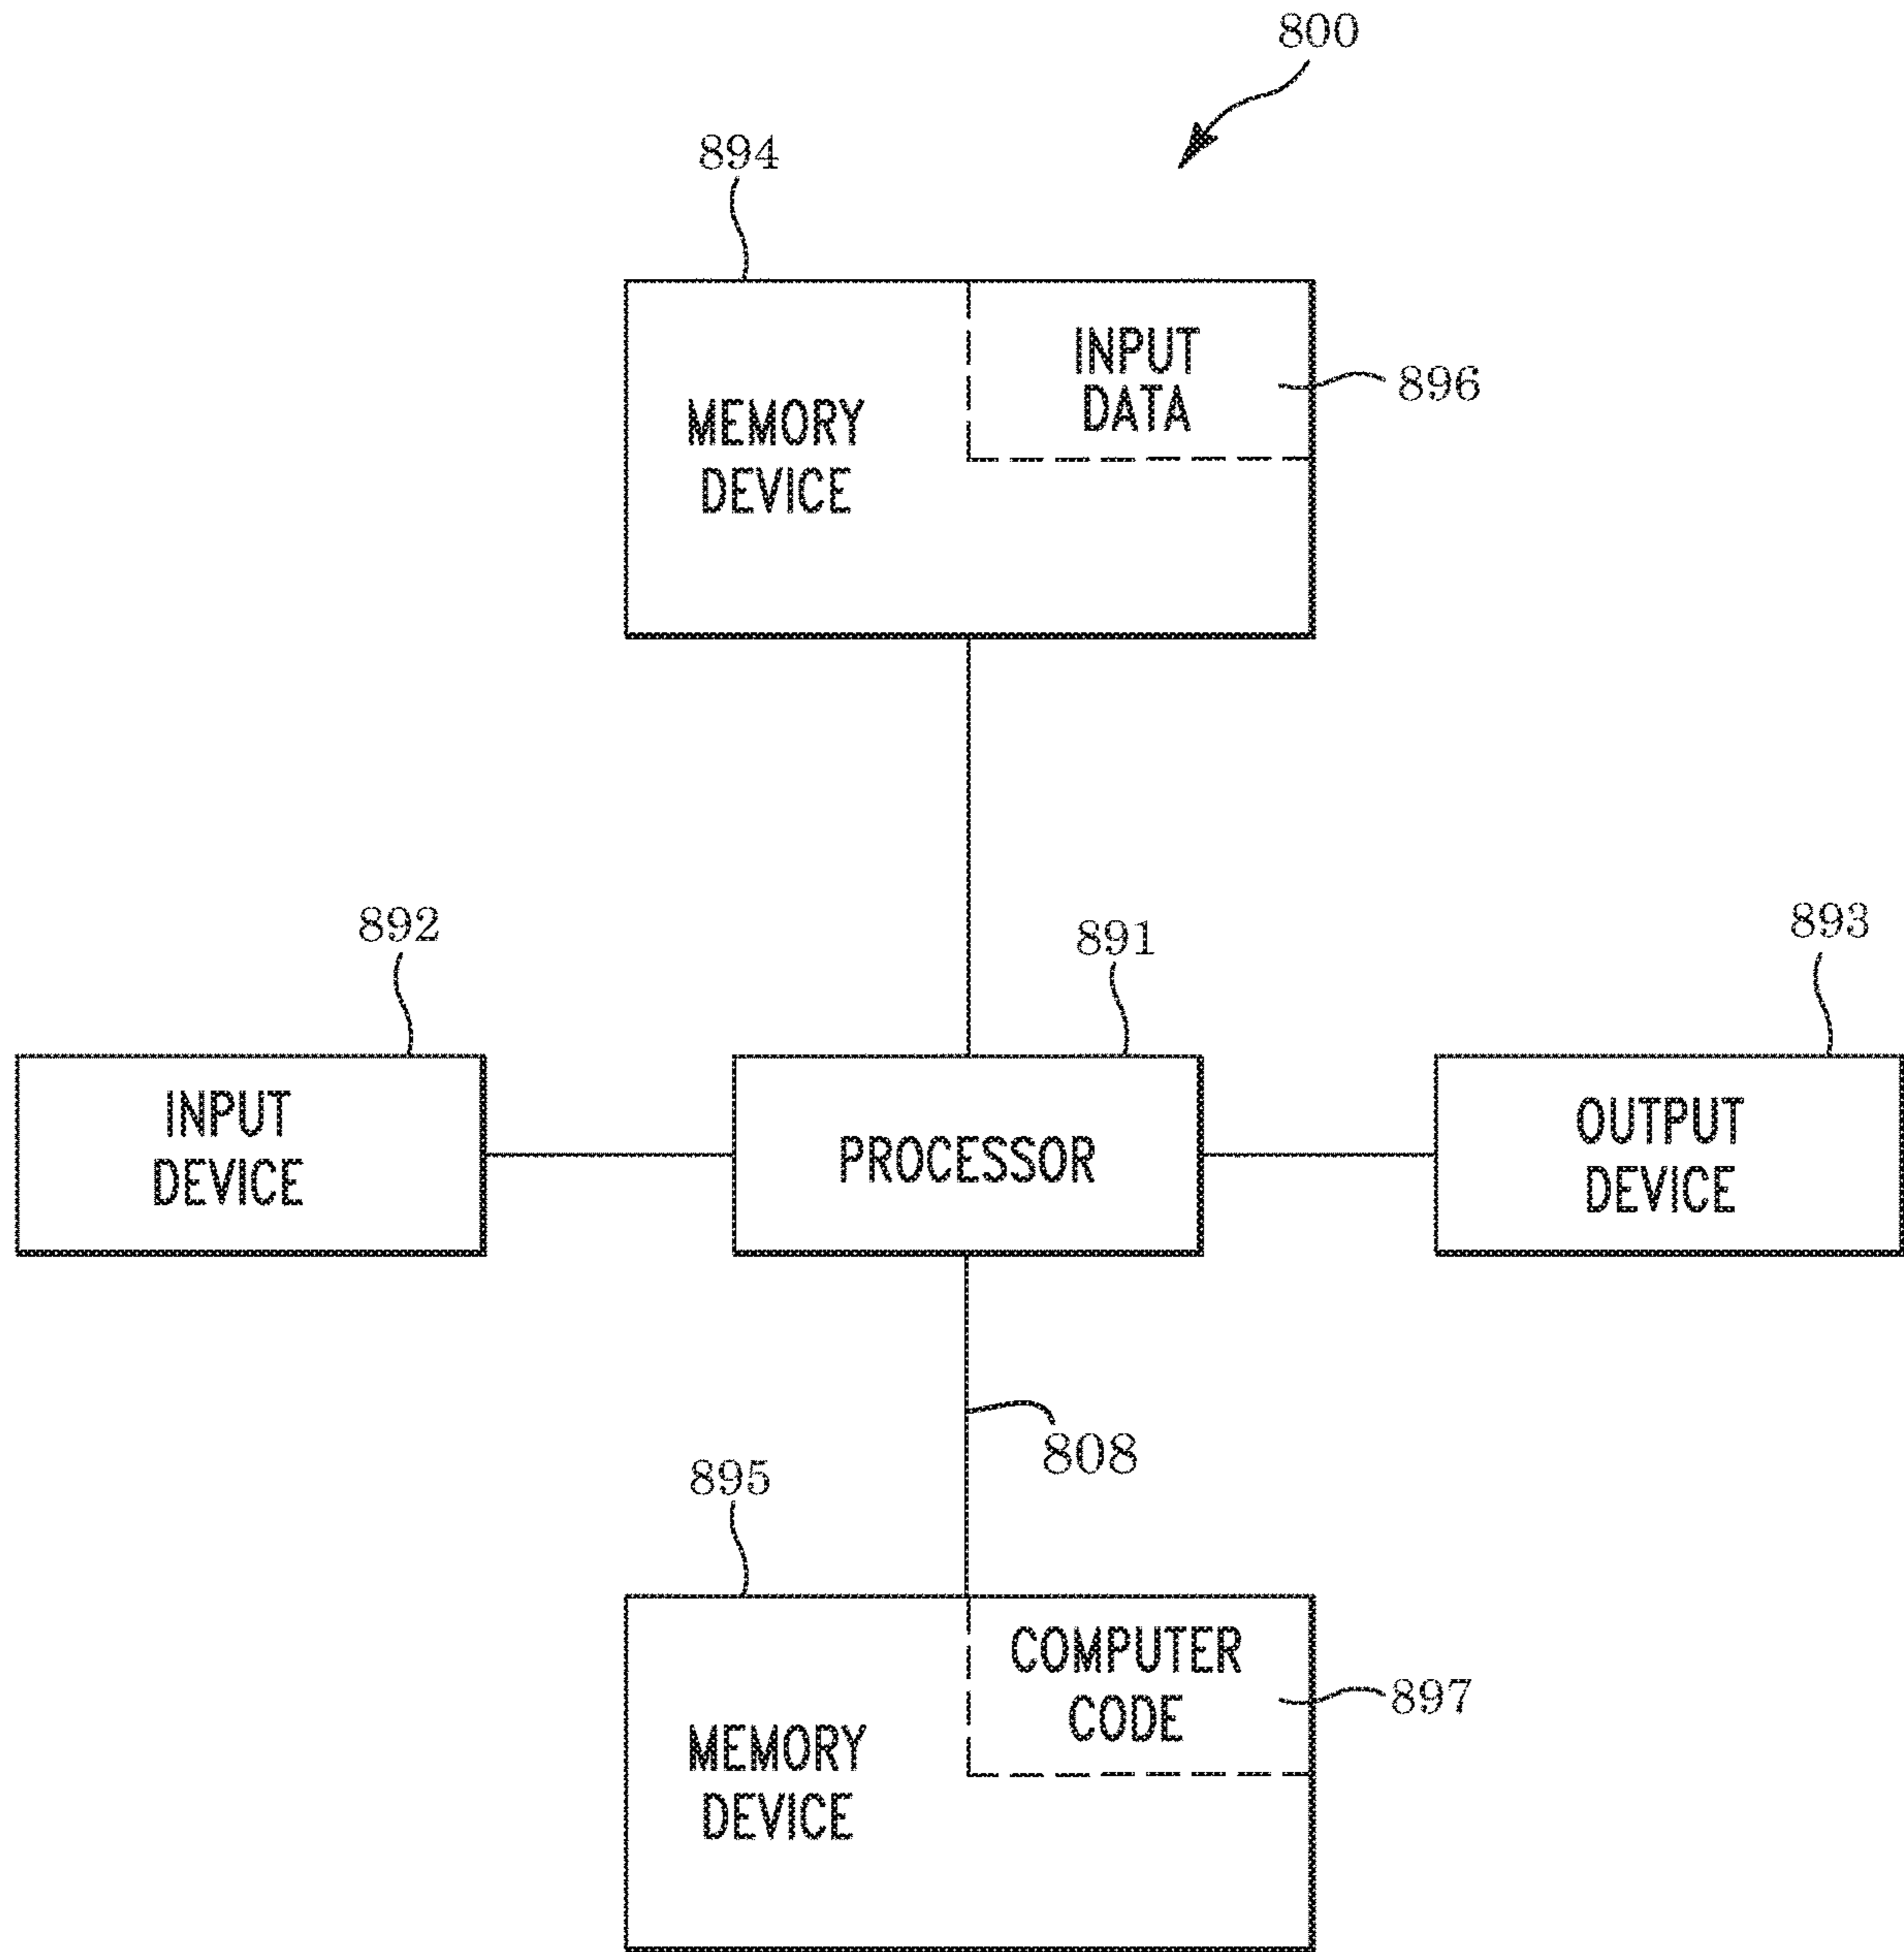 800
894
INPUT
DATA
896
MEMORY
DEVICE
892
891
893
INPUT
DEVICE
PROCESSOR
OUTPUT
DEVICE
808
895
COMPUTER
CODE
897
MEMORY
DEVICE